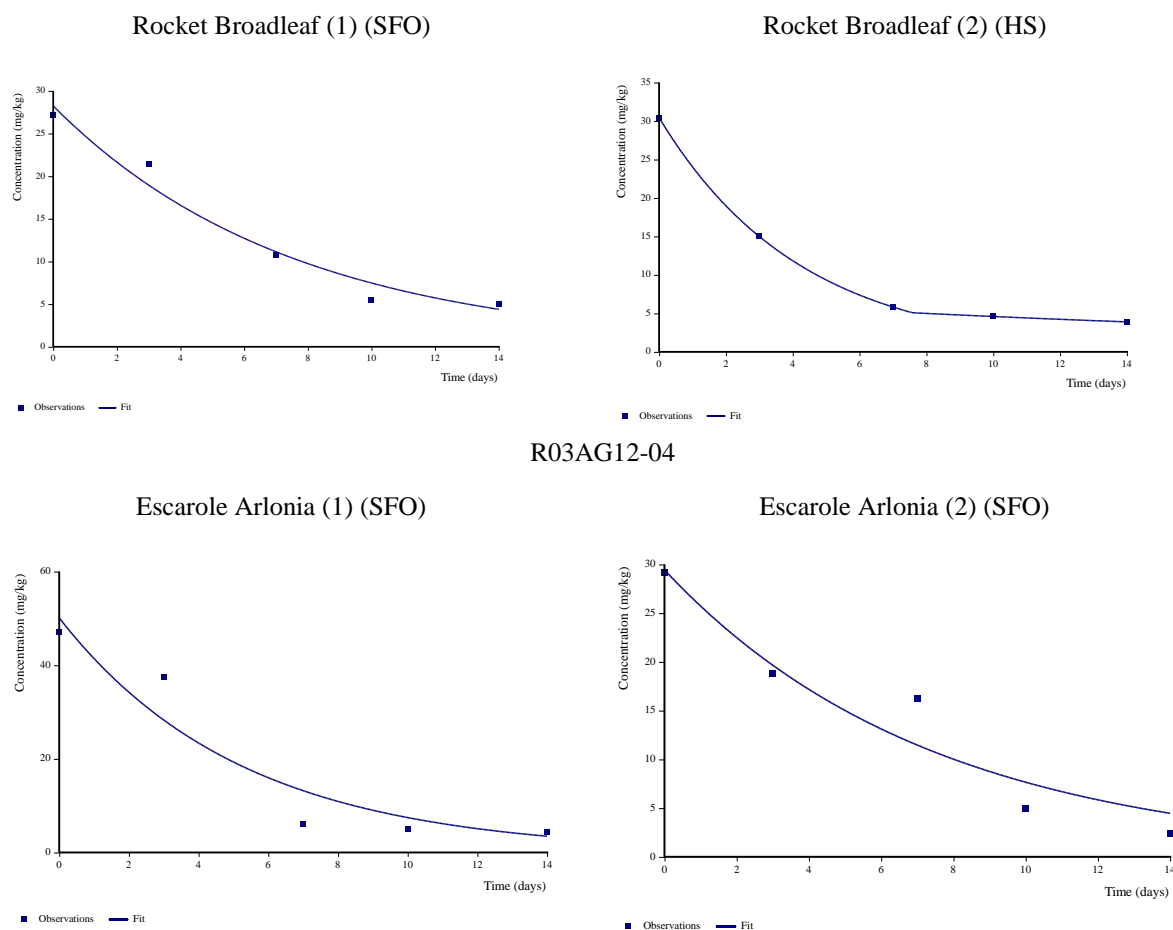 Rocket Broadleaf (1) (SFO)
Concentration (mg/kg)
30
25
20
15
10
5
0
0 2 4 6 8 10 12 14
Time (days)
Observations Fit
Rocket Broadleaf (2) (HS)
Concentration (mg/kg)
35
30
25
20
15
10
5
0
0 2 4 6 8 10 12 14
Time (days)
Observations Fit
R03AG12-04
Escarole Arlonia (1) (SFO)
Concentration (mg/kg)
60
40
20
0
0 2 4 6 8 10 12 14
Time (days)
Observations Fit
Escarole Arlonia (2) (SFO)
Concentration (mg/kg)
30
25
20
15
10
5
0
0 2 4 6 8 10 12 14
Time (days)
Observations Fit